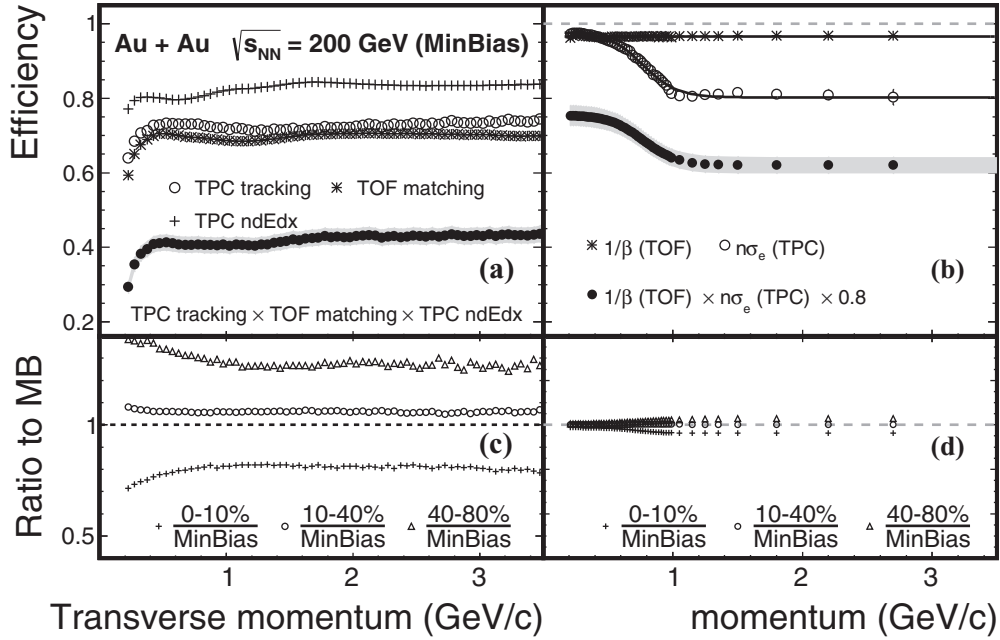 Efficiency
1
0.8
0.6
0.4
0.2
Au + Au √sNN = 200 GeV (MinBias)
TPC tracking TOF matching
TPC ndEdx
(a)
TPC tracking × TOF matching × TPC ndEdx
1/β (TOF) nσe (TPC)
(b)
1/β (TOF) × nσe (TPC) × 0.8
Ratio to MB
1
0.5
(c)
0-10% 10-40% 40-80%
MinBias MinBias MinBias
(d)
0-10% 10-40% 40-80%
MinBias MinBias MinBias
1 2 3
1 2 3
Transverse momentum (GeV/c)
momentum (GeV/c)